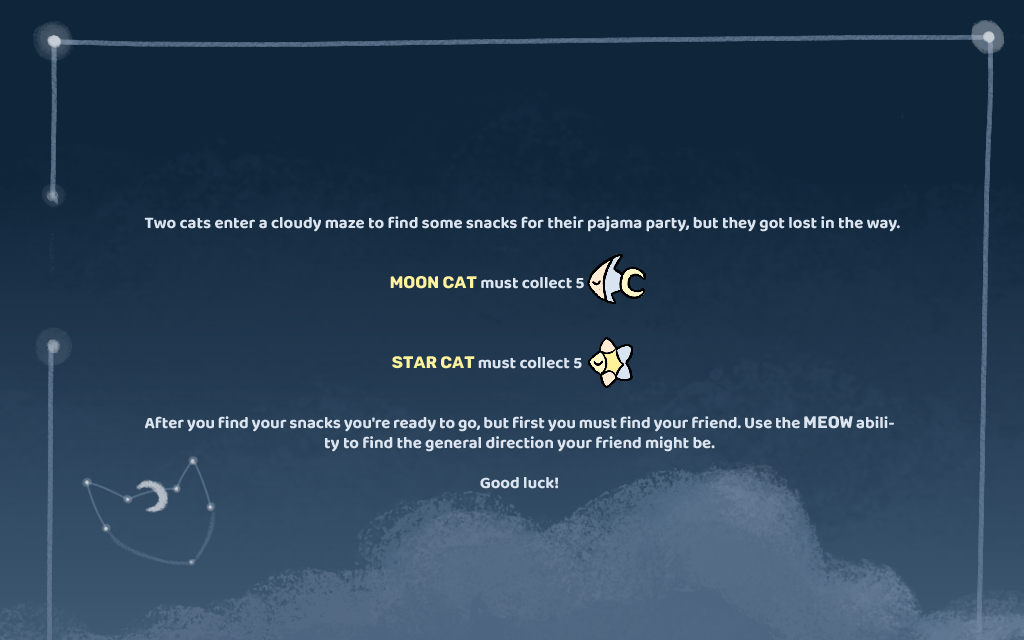 Two cats enter a cloudy maze to find some snacks for their pajama party, but they got lost in the way.
MOON CAT must collect 5
STAR CAT must collect 5
After you find your snacks you're ready to go, but first you must find your friend. Use the MEOW abili-
ty to find the general direction your friend might be.
Good luck!